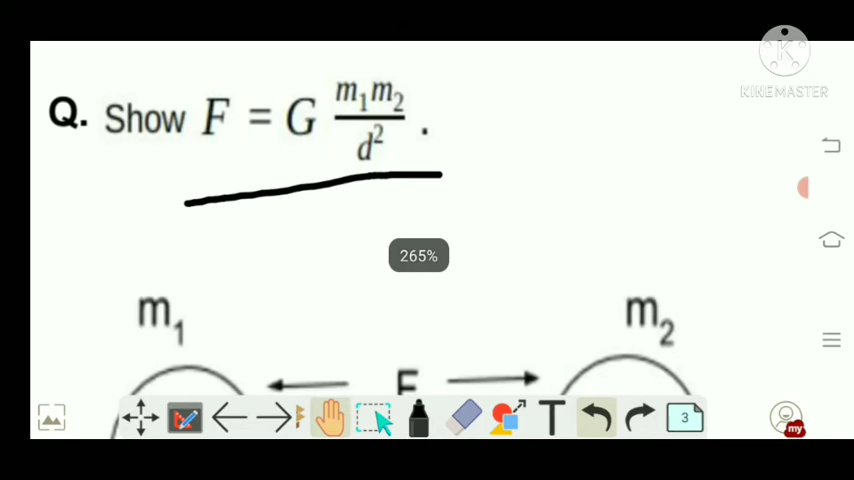 KINEMASTER
Q. Show F = G m₁m₂ / d² .
265%
m₁ m₂
F
T 3 my